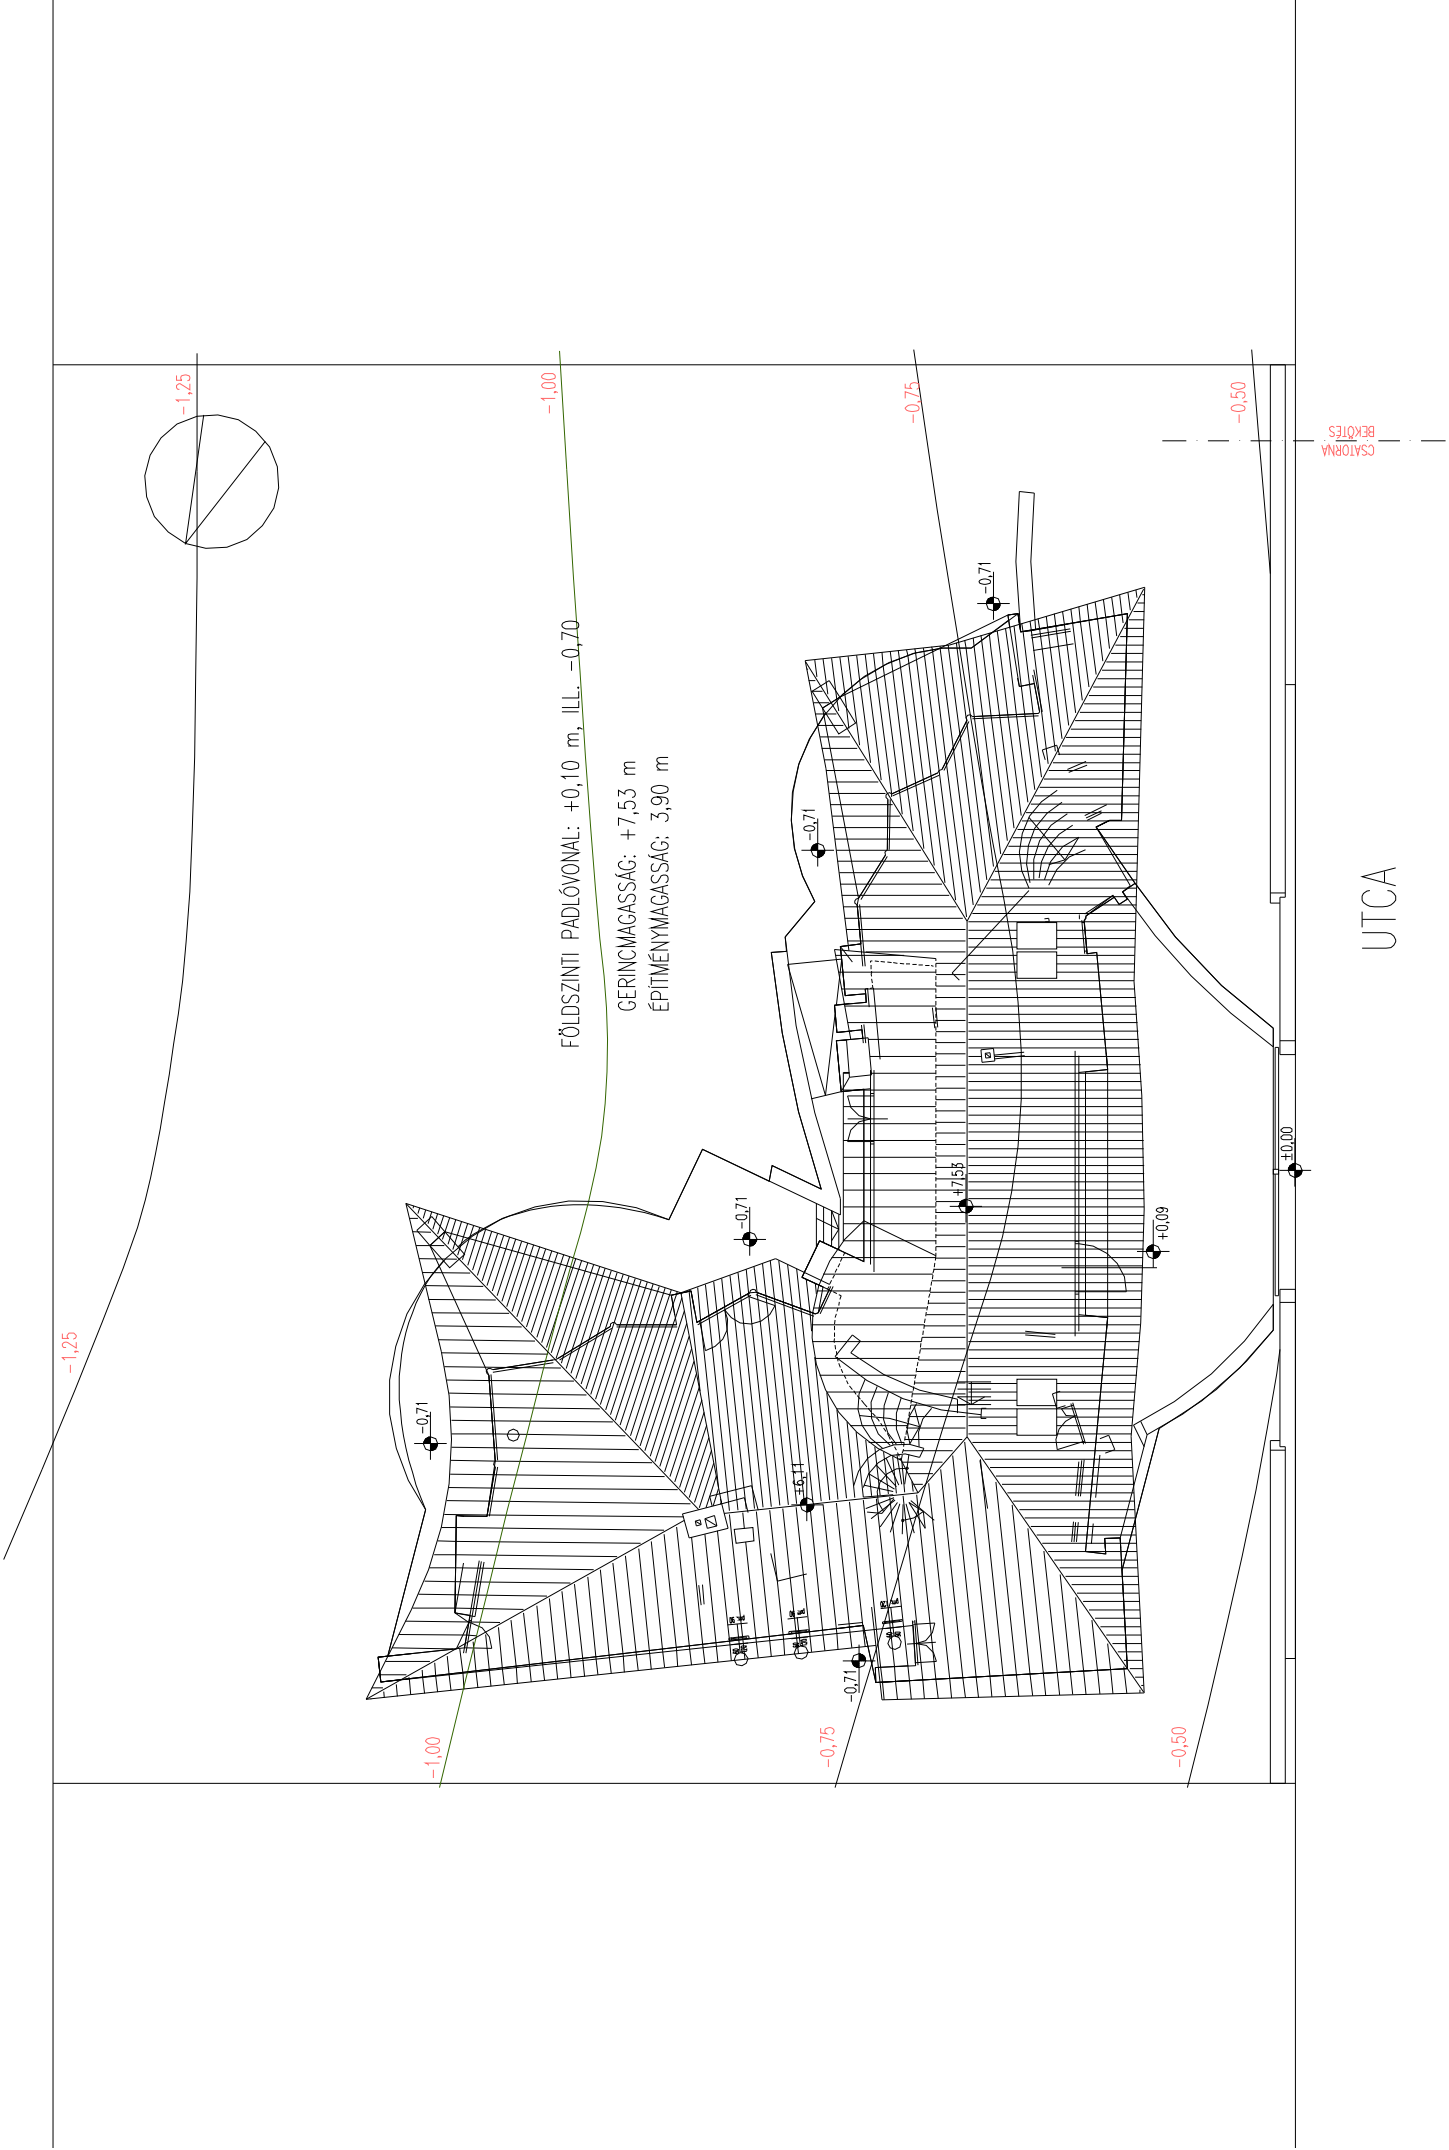 FÖLDSZINTI PADLÓVONAL: +0,10 m, ILL. -0,70
GERINCMAGASSÁG: +7,53 m
ÉPÍTMÉNYMAGASSÁG: 3,90 m
UTCA
CSATORNA
BEKÖTÉS
-1,25
-1,00
-0,75
-0,50
-1,25
-1,00
-0,75
-0,50
-0,71
-0,71
-0,71
-0,71
-0,71
+7,53
+6,11
+0,09
±0,00